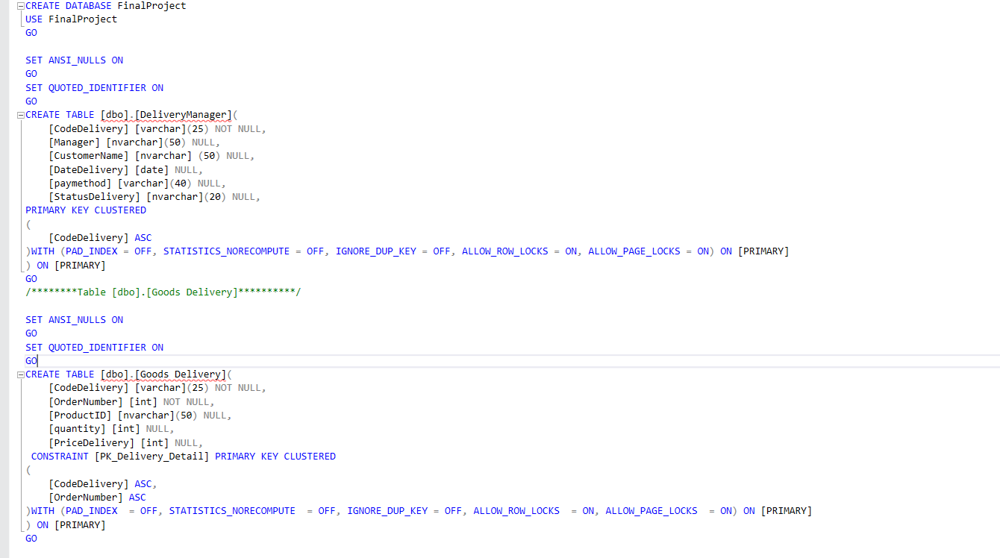 CREATE DATABASE FinalProject
USE FinalProject
GO
SET ANSI_NULLS ON
GO
SET QUOTED_IDENTIFIER ON
GO
CREATE TABLE [dbo].[DeliveryManager](
[CodeDelivery] [varchar](25) NOT NULL,
[Manager] [nvarchar](50) NULL,
[CustomerName] [nvarchar] (50) NULL,
[DateDelivery] [date] NULL,
[paymethod] [varchar](40) NULL,
[StatusDelivery] [nvarchar](20) NULL,
PRIMARY KEY CLUSTERED
(
[CodeDelivery] ASC
)WITH (PAD_INDEX = OFF, STATISTICS_NORECOMPUTE = OFF, IGNORE_DUP_KEY = OFF, ALLOW_ROW_LOCKS = ON, ALLOW_PAGE_LOCKS = ON) ON [PRIMARY]
) ON [PRIMARY]
GO
/********Table [dbo].[Goods Delivery]**********/
SET ANSI_NULLS ON
GO
SET QUOTED_IDENTIFIER ON
GO
CREATE TABLE [dbo].[Goods Delivery](
[CodeDelivery] [varchar](25) NOT NULL,
[OrderNumber] [int] NOT NULL,
[ProductID] [nvarchar](50) NULL,
[quantity] [int] NULL,
[PriceDelivery] [int] NULL,
CONSTRAINT [PK_Delivery_Detail] PRIMARY KEY CLUSTERED
(
[CodeDelivery] ASC,
[OrderNumber] ASC
)WITH (PAD_INDEX  = OFF, STATISTICS_NORECOMPUTE  = OFF, IGNORE_DUP_KEY = OFF, ALLOW_ROW_LOCKS  = ON, ALLOW_PAGE_LOCKS  = ON) ON [PRIMARY]
) ON [PRIMARY]
GO